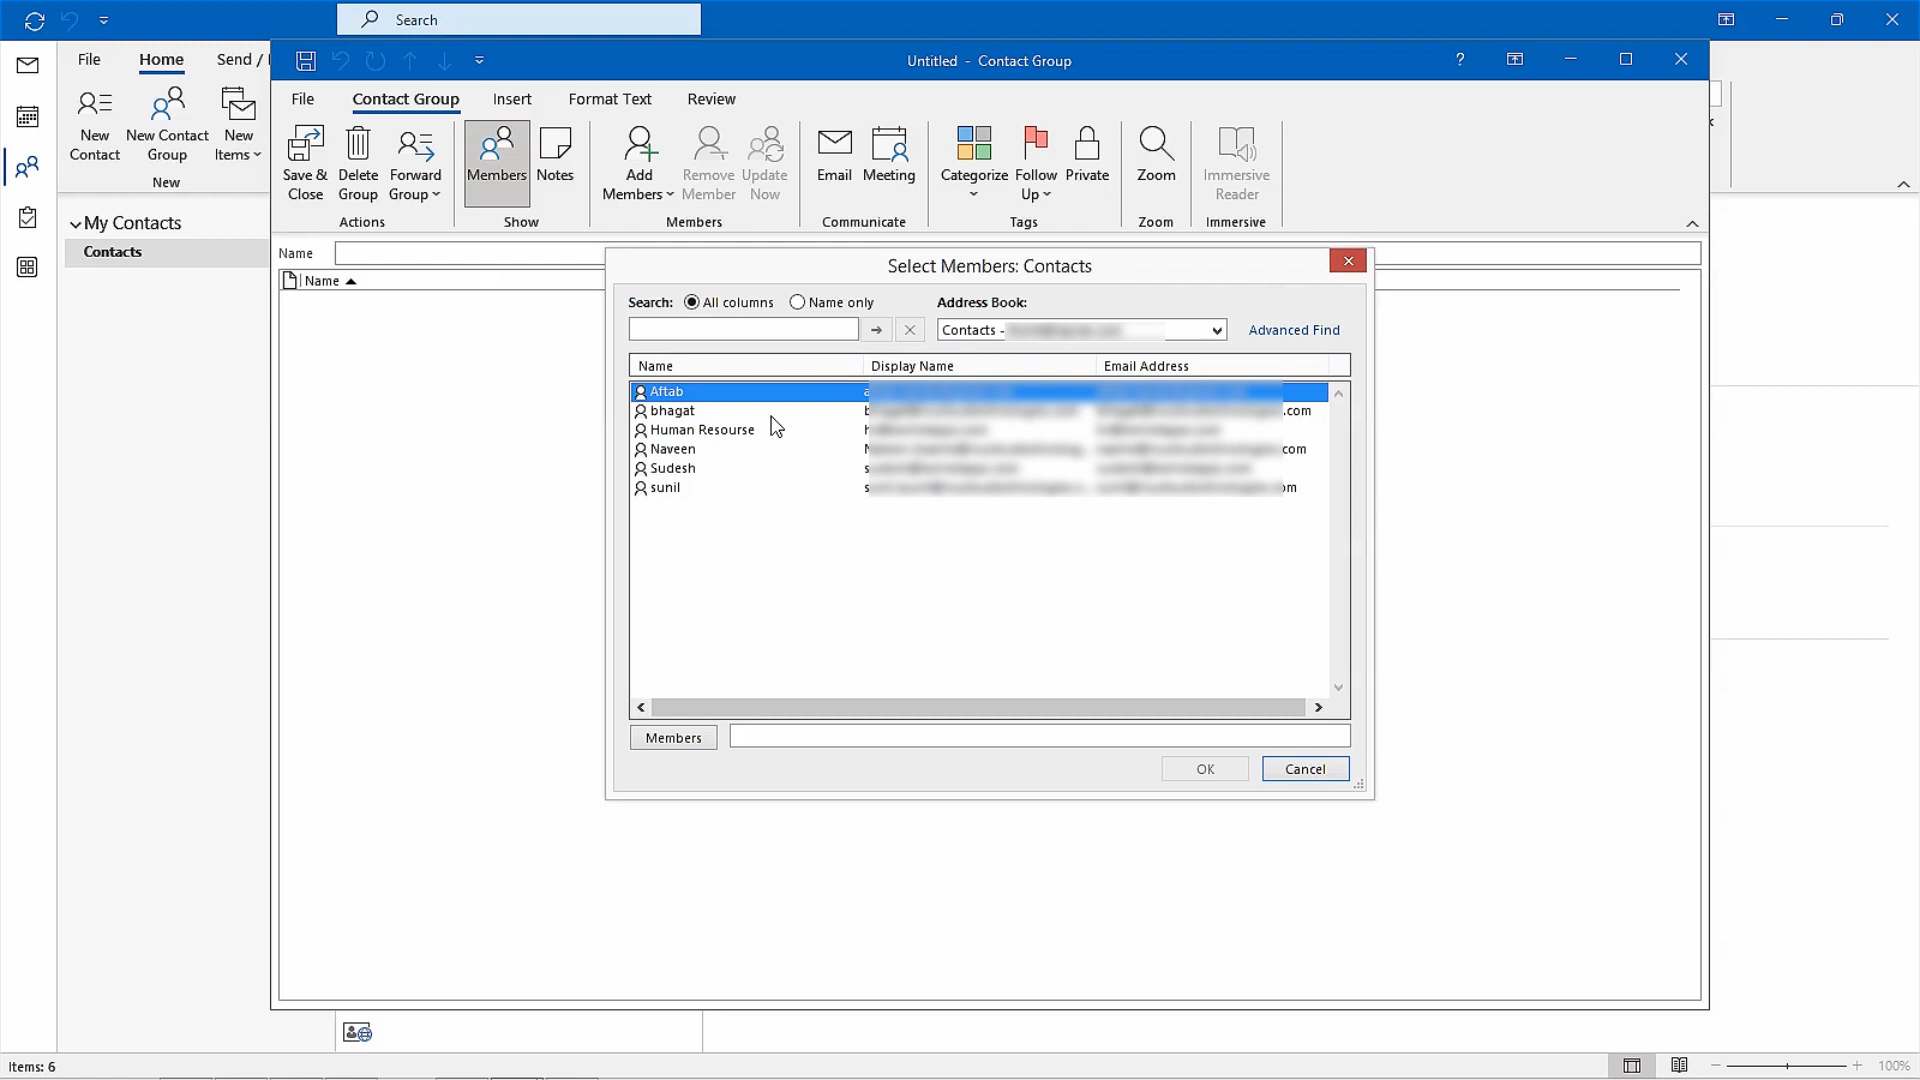 Search
File Home Send /
Untitled - Contact Group
?
File Contact Group Insert Format Text Review
New Contact
New Contact Group
New Items
New
Save & Close
Delete Group
Forward Group
Actions
Members
Notes
Show
Add Members
Remove Member
Update Now
Members
Email
Meeting
Communicate
Categorize
Follow Up
Private
Tags
Zoom
Zoom
Immersive Reader
Immersive
My Contacts
Contacts
Name
Name
Select Members: Contacts
Search: All columns Name only Address Book:
Contacts - Advanced Find
Name Display Name Email Address
Aftab a
bhagat b .com
Human Resourse h
Naveen N com
Sudesh s
sunil s om
Members
OK Cancel
Items: 6
100%